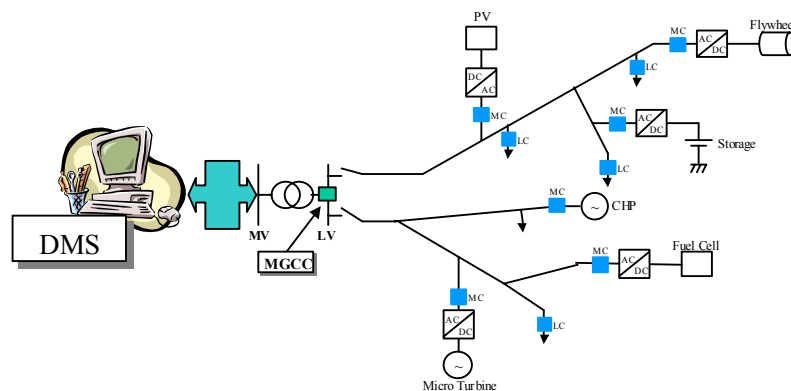 PV
Flywheel
MC
AC
DC
DC
AC
LC
MC
LC
MC
AC
DC
Storage
LC
DMS
MV
LV
MGCC
MC
~
CHP
Fuel Cell
MC
AC
DC
MC
AC
DC
LC
~
Micro Turbine